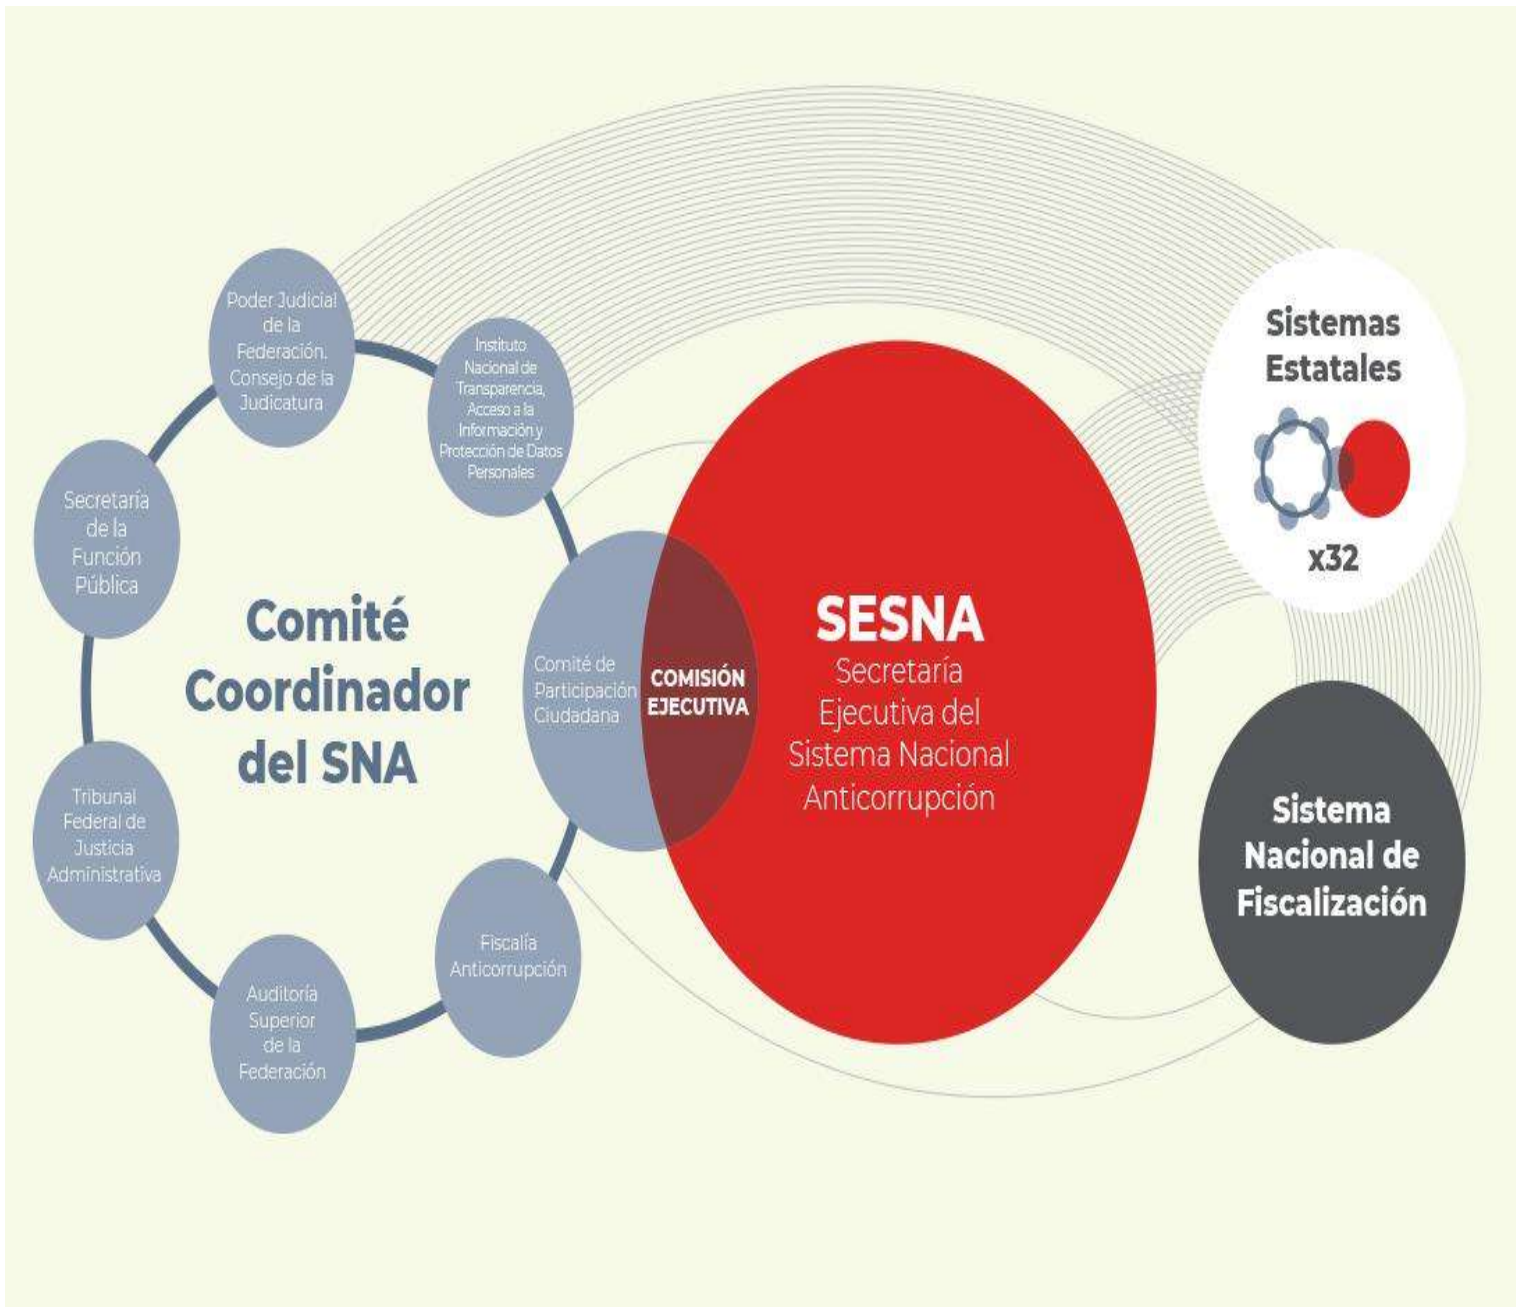 Poder Judicial
de la
Federación.
Consejo de la
Judicatura
Instituto
Nacional de
Transparencia,
Acceso a la
Información y
Protección de Datos
Personales
Secretaría
de la
Función
Pública
Comité
Coordinador
del SNA
Comité de
Participación
Ciudadana
COMISIÓN
EJECUTIVA
Tribunal
Federal de
Justicia
Administrativa
Auditoría
Superior
de la
Federación
Fiscalía
Anticorrupción
SESNA
Secretaría
Ejecutiva del
Sistema Nacional
Anticorrupción
Sistemas
Estatales
x32
Sistema
Nacional de
Fiscalización